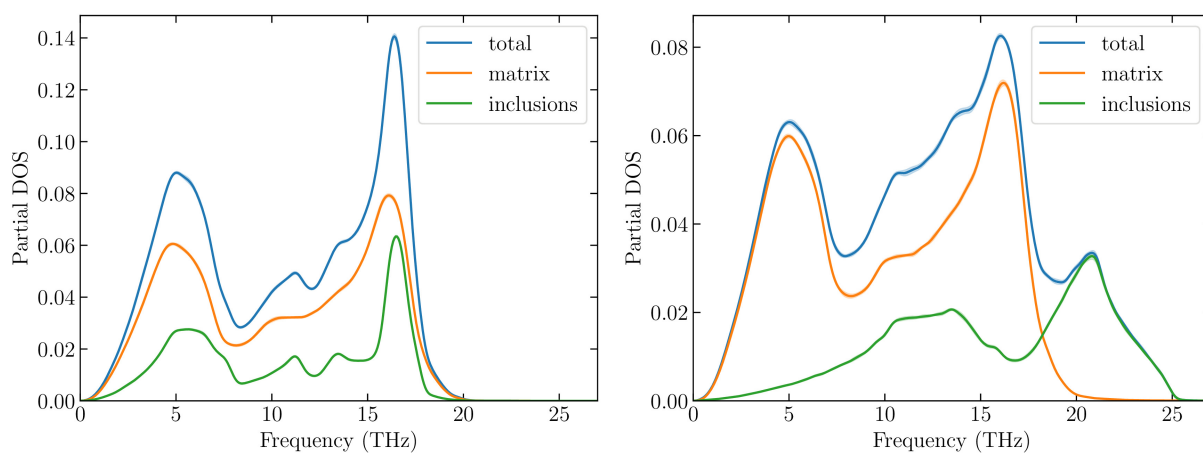 Partial DOS
0.14
0.12
0.10
0.08
0.06
0.04
0.02
0.00
0
5
10
15
20
25
Frequency (THz)
total
matrix
inclusions
Partial DOS
0.08
0.06
0.04
0.02
0.00
0
5
10
15
20
25
Frequency (THz)
total
matrix
inclusions